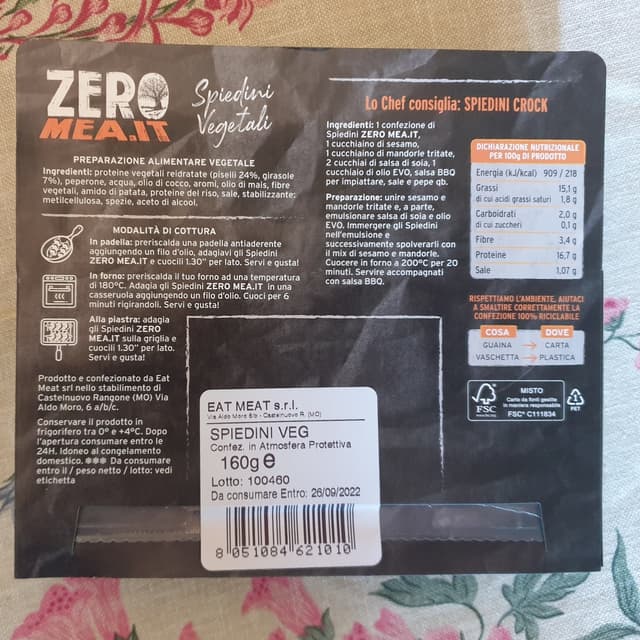 ZERO
MEA.IT
Spiedini
Vegetali
PREPARAZIONE ALIMENTARE VEGETALE
Ingredienti: proteine vegetali reidratate (piselli 24%, girasole
7%), peperone, acqua, olio di cocco, aromi, olio di mais, fibre
vegetali, amido di patata, proteine del riso, sale, stabilizzante:
metilcellulosa, spezie, aceto di alcool.
MODALITÀ DI COTTURA
In padella: preriscalda una padella antiaderente
aggiungendo un filo d'olio, adagiavi gli Spiedini
ZERO MEA.IT e cuocili 1.30" per lato. Servi e gusta!
In forno: preriscalda il tuo forno ad una temperatura
di 180°C. Adagia gli Spiedini ZERO MEA.IT in una
casseruola aggiungendo un filo d'olio. Cuoci per 6
minuti rigirandoli. Servi e gusta!
Alla piastra: adagia
gli Spiedini ZERO
MEA.IT sulla griglia e
cuocili 1.30" per lato.
Servi e gusta!
Prodotto e confezionato da Eat
Meat srl nello stabilimento di
Castelnuovo Rangone (MO) Via
Aldo Moro, 6 a/b/c.
Conservare il prodotto in
frigorifero tra 0° e +4°C. Dopo
l'apertura consumare entro le
24H. Idoneo al congelamento
domestico. *** Da consumare
entro il / peso netto / lotto: vedi
etichetta
Lo Chef consiglia: SPIEDINI CROCK
Ingredienti: 1 confezione di
Spiedini ZERO MEA.IT,
1 cucchiaino di sesamo,
1 cucchiaino di mandorle tritate,
2 cucchiai di salsa di soia, 1
cucchiaio di olio EVO, salsa BBQ
per impiattare, sale e pepe qb.
Preparazione: unire sesamo e
mandorle tritate e, a parte,
emulsionare salsa di soia e olio
EVO. Immergere gli Spiedini
nell'emulsione e
successivamente spolverarli con
il mix di sesamo e mandorle.
Cuocere in forno a 200°C per 20
minuti. Servire accompagnati
con salsa BBQ.
DICHIARAZIONE NUTRIZIONALE
PER 100g DI PRODOTTO
Energia (kJ/kcal) 909 / 218
Grassi 15,1 g
di cui acidi grassi saturi 1,8 g
Carboidrati 2,0 g
di cui zuccheri 0,1 g
Fibre 3,4 g
Proteine 16,7 g
Sale 1,07 g
RISPETTIAMO L'AMBIENTE, AIUTACI
A SMALTIRE CORRETTAMENTE LA
CONFEZIONE 100% RICICLABILE
COSA DOVE
GUAINA → CARTA
VASCHETTA → PLASTICA
FSC
www.fsc.org
MISTO
Carta da fonti gestite
in maniera responsabile
FSC® C111834
1
PET
EAT MEAT s.r.l.
Via Aldo Moro 6/b - Castelnuovo R. (MO)
SPIEDINI VEG
Confez. in Atmosfera Protettiva
160g e
Lotto: 100460
Da consumare Entro: 26/09/2022
8 051084 621010